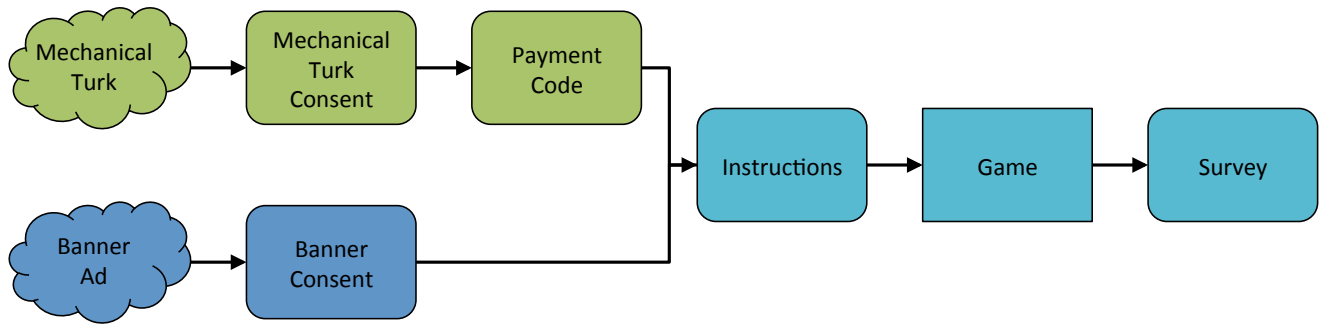 Mechanical
Turk
Mechanical
Turk
Consent
Payment
Code
Instructions
Game
Survey
Banner
Ad
Banner
Consent